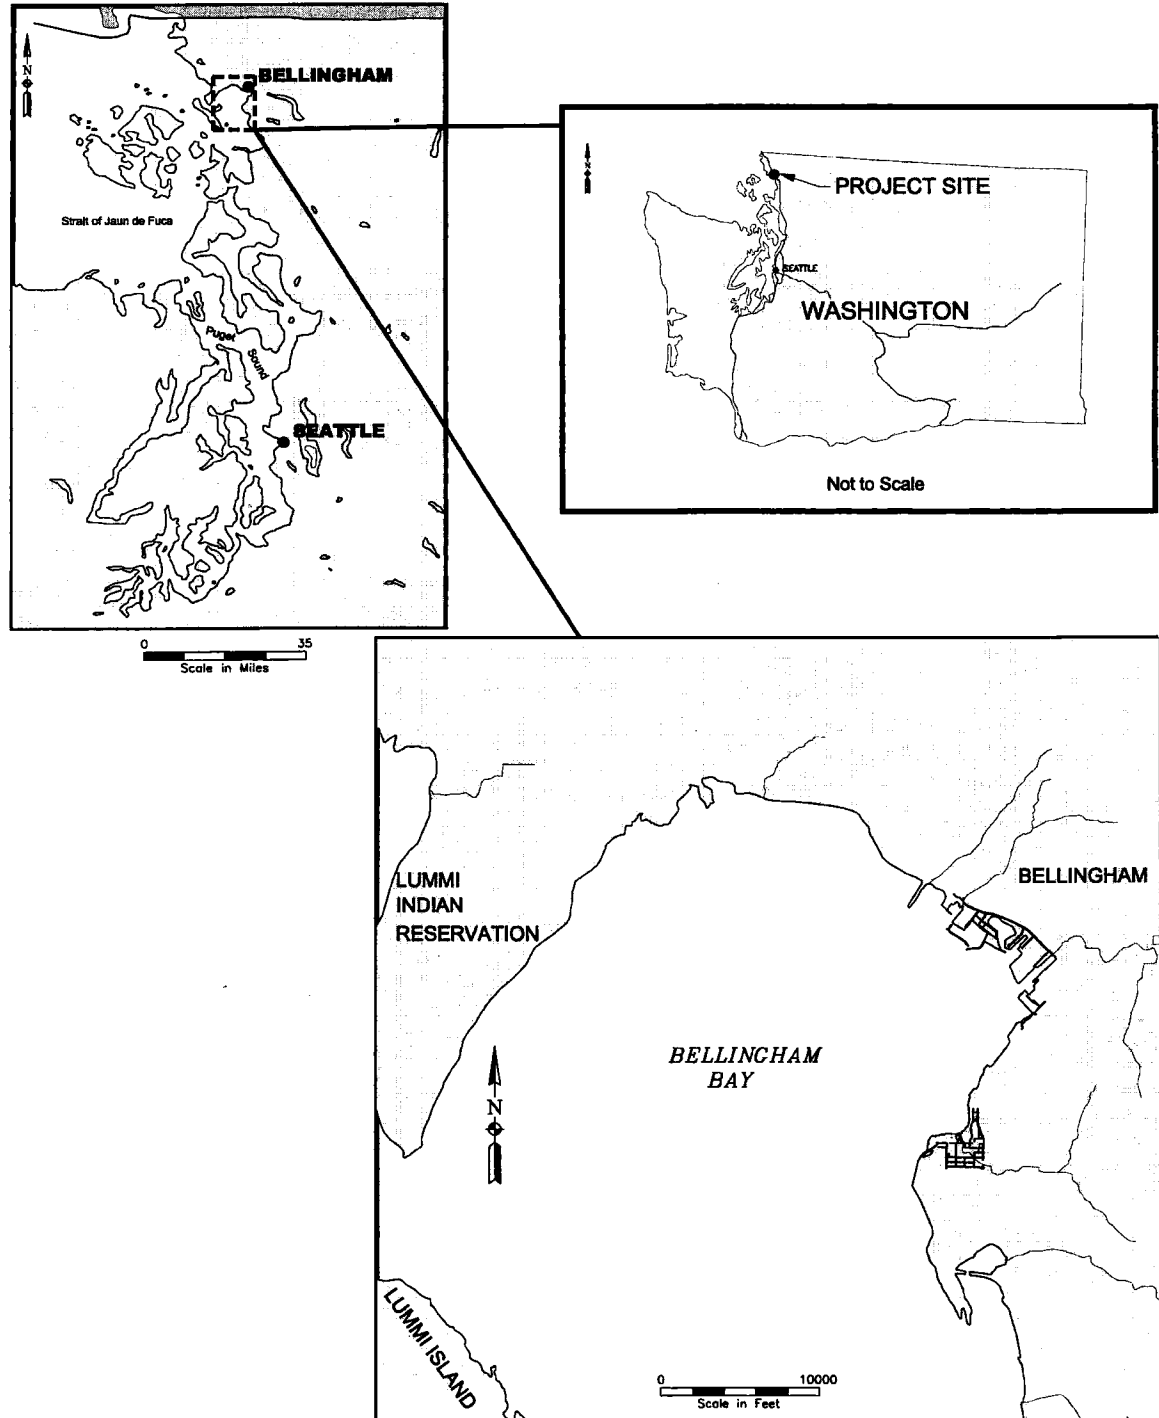 N
BELLINGHAM
Strait of Jaun de Fuca
Puget
Sound
SEATTLE
0 35
Scale in Miles
N
PROJECT SITE
SEATTLE
WASHINGTON
Not to Scale
LUMMI
INDIAN
RESERVATION
BELLINGHAM
BELLINGHAM
BAY
N
LUMMI ISLAND
0 10000
Scale in Feet